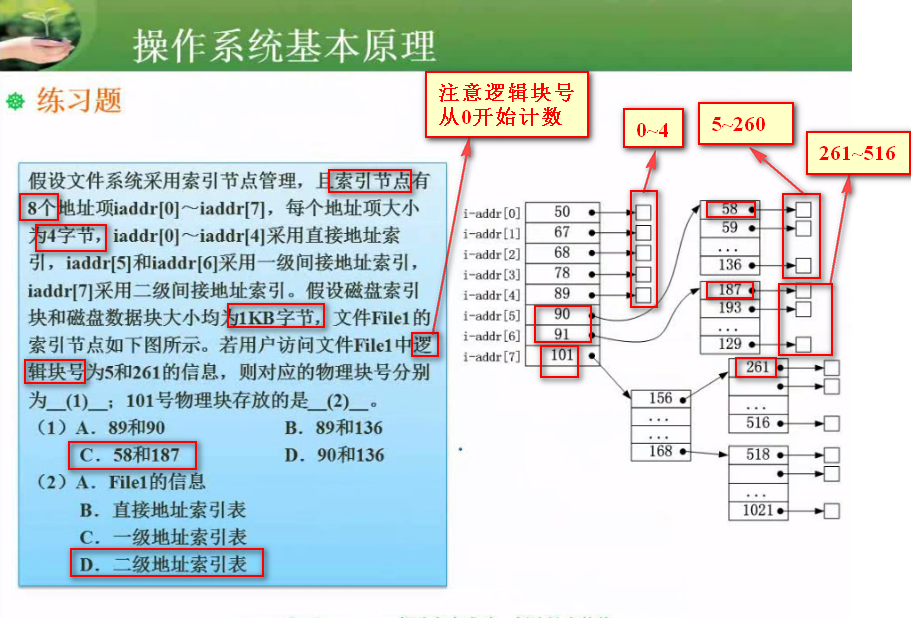 操作系统基本原理
练习题
注意逻辑块号
从0开始计数
0~4
5~260
261~516
假设文件系统采用索引节点管理，且索引节点有
8个地址项iaddr[0]～iaddr[7]，每个地址项大小
为4字节，iaddr[0]～iaddr[4]采用直接地址索
引，iaddr[5]和iaddr[6]采用一级间接地址索引，
iaddr[7]采用二级间接地址索引。假设磁盘索引
块和磁盘数据块大小均为1KB字节，文件File1的
索引节点如下图所示。若用户访问文件File1中逻
辑块号为5和261的信息，则对应的物理块号分别
为__(1)__；101号物理块存放的是__(2)__。
（1）A．89和90 B．89和136
C．58和187 D．90和136
（2）A．File1的信息
B．直接地址索引表
C．一级地址索引表
D．二级地址索引表
i-addr[0] 50
i-addr[1] 67
i-addr[2] 68
i-addr[3] 78
i-addr[4] 89
i-addr[5] 90
i-addr[6] 91
i-addr[7] 101
58
59
...
136
187
193
...
129
156
...
...
168
261
...
516
518
...
1021